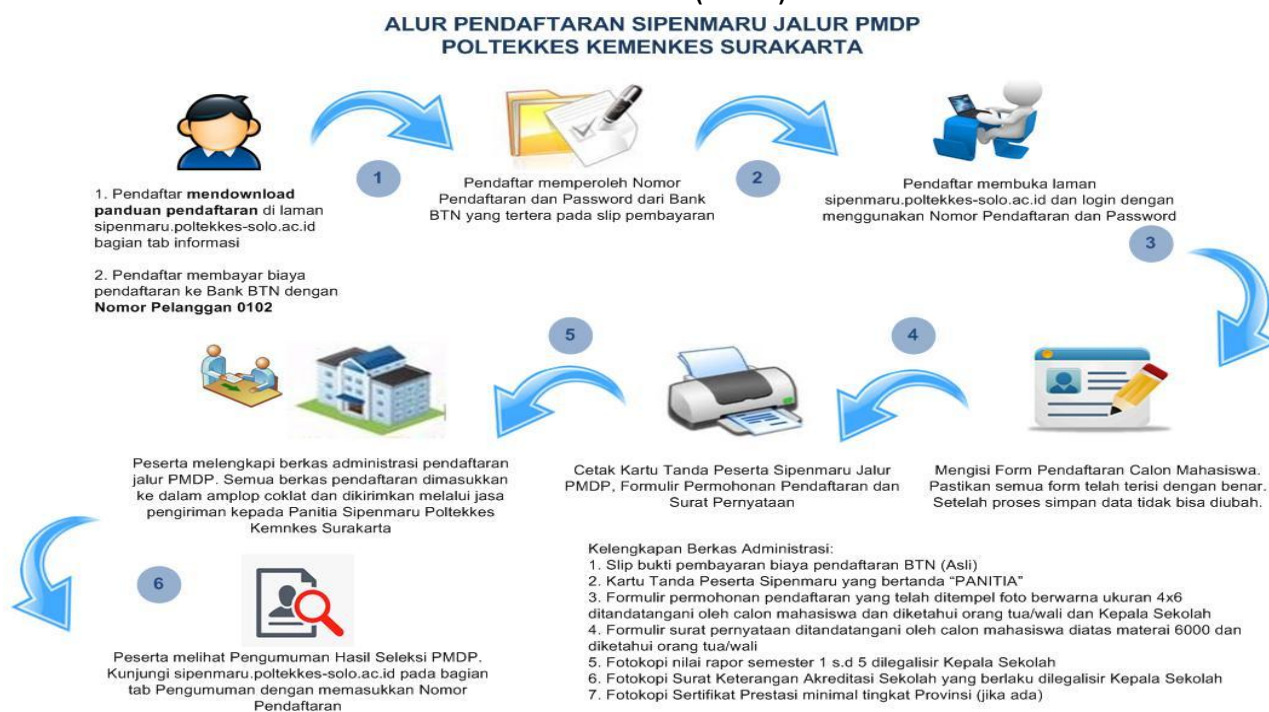 ALUR PENDAFTARAN SIPENMARU JALUR PMDP
POLTEKKES KEMENKES SURAKARTA
1. Pendaftar mendownload
panduan pendaftaran di laman
sipenmaru.poltekkes-solo.ac.id
bagian tab informasi
2. Pendaftar membayar biaya
pendaftaran ke Bank BTN dengan
Nomor Pelanggan 0102
1
Pendaftar memperoleh Nomor
Pendaftaran dan Password dari Bank
BTN yang tertera pada slip pembayaran
2
Pendaftar membuka laman
sipenmaru.poltekkes-solo.ac.id dan login dengan
menggunakan Nomor Pendaftaran dan Password
3
Mengisi Form Pendaftaran Calon Mahasiswa.
Pastikan semua form telah terisi dengan benar.
Setelah proses simpan data tidak bisa diubah.
4
Cetak Kartu Tanda Peserta Sipenmaru Jalur
PMDP, Formulir Permohonan Pendaftaran dan
Surat Pernyataan
5
Peserta melengkapi berkas administrasi pendaftaran
jalur PMDP. Semua berkas pendaftaran dimasukkan
ke dalam amplop coklat dan dikirimkan melalui jasa
pengiriman kepada Panitia Sipenmaru Poltekkes
Kemnkes Surakarta
6
Peserta melihat Pengumuman Hasil Seleksi PMDP.
Kunjungi sipenmaru.poltekkes-solo.ac.id pada bagian
tab Pengumuman dengan memasukkan Nomor
Pendaftaran
Kelengkapan Berkas Administrasi:
1. Slip bukti pembayaran biaya pendaftaran BTN (Asli)
2. Kartu Tanda Peserta Sipenmaru yang bertanda “PANITIA”
3. Formulir permohonan pendaftaran yang telah ditempel foto berwarna ukuran 4x6
ditandatangani oleh calon mahasiswa dan diketahui orang tua/wali dan Kepala Sekolah
4. Formulir surat pernyataan ditandatangani oleh calon mahasiswa diatas materai 6000 dan
diketahui orang tua/wali
5. Fotokopi nilai rapor semester 1 s.d 5 dilegalisir Kepala Sekolah
6. Fotokopi Surat Keterangan Akreditasi Sekolah yang berlaku dilegalisir Kepala Sekolah
7. Fotokopi Sertifikat Prestasi minimal tingkat Provinsi (jika ada)